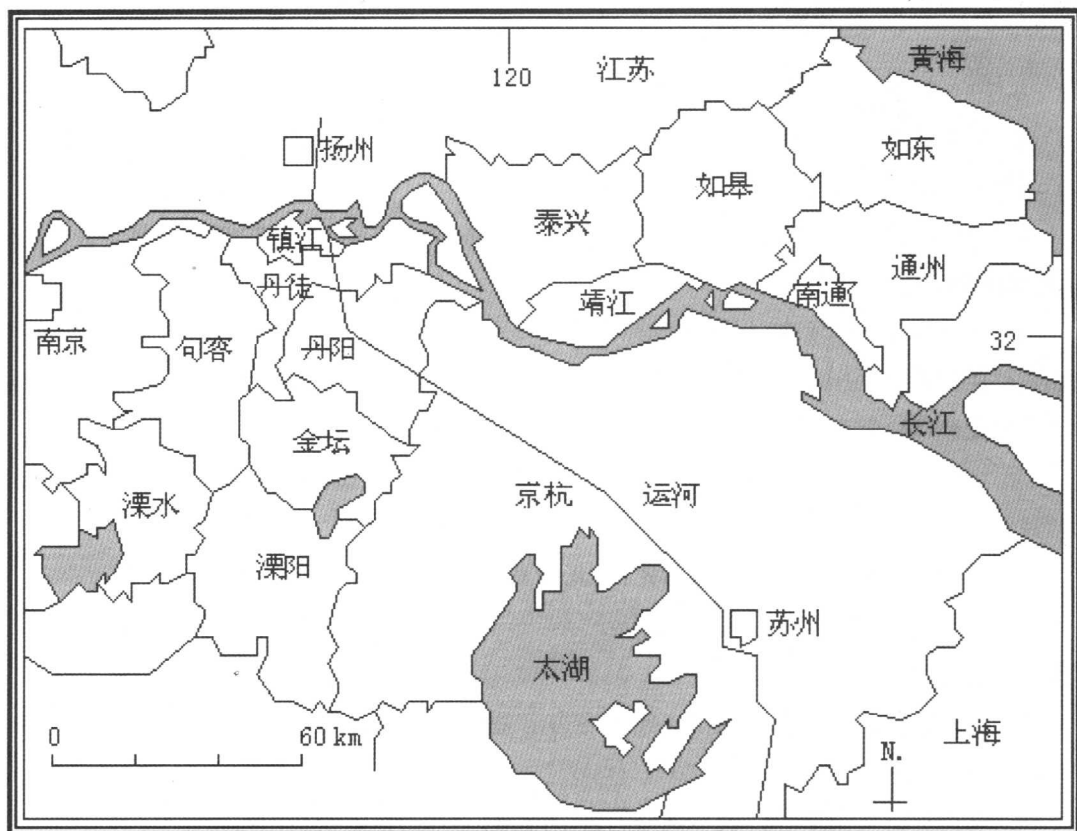 黄海
江苏
120
扬州
如东
如皋
泰兴
镇江
通州
丹徒
靖江
南通
南京
句容
丹阳
32
长江
金坛
溧水
京杭
运河
溧阳
苏州
太湖
0
60 km
上海
N.